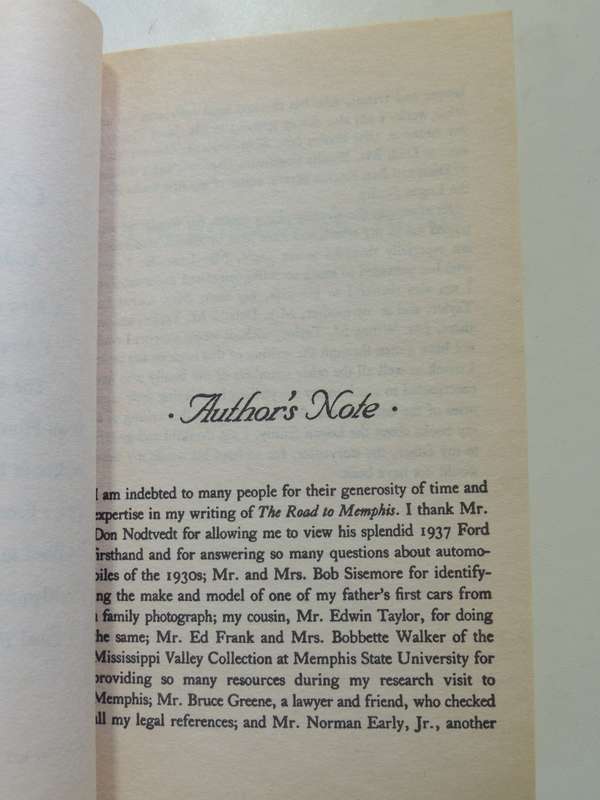 · Author's Note ·
I am indebted to many people for their generosity of time and
expertise in my writing of The Road to Memphis. I thank Mr.
Don Nodtvedt for allowing me to view his splendid 1937 Ford
firsthand and for answering so many questions about automo-
biles of the 1930s; Mr. and Mrs. Bob Sisemore for identify-
ing the make and model of one of my father's first cars from
a family photograph; my cousin, Mr. Edwin Taylor, for doing
the same; Mr. Ed Frank and Mrs. Bobbette Walker of the
Mississippi Valley Collection at Memphis State University for
providing so many resources during my research visit to
Memphis; Mr. Bruce Greene, a lawyer and friend, who checked
all my legal references; and Mr. Norman Early, Jr., another